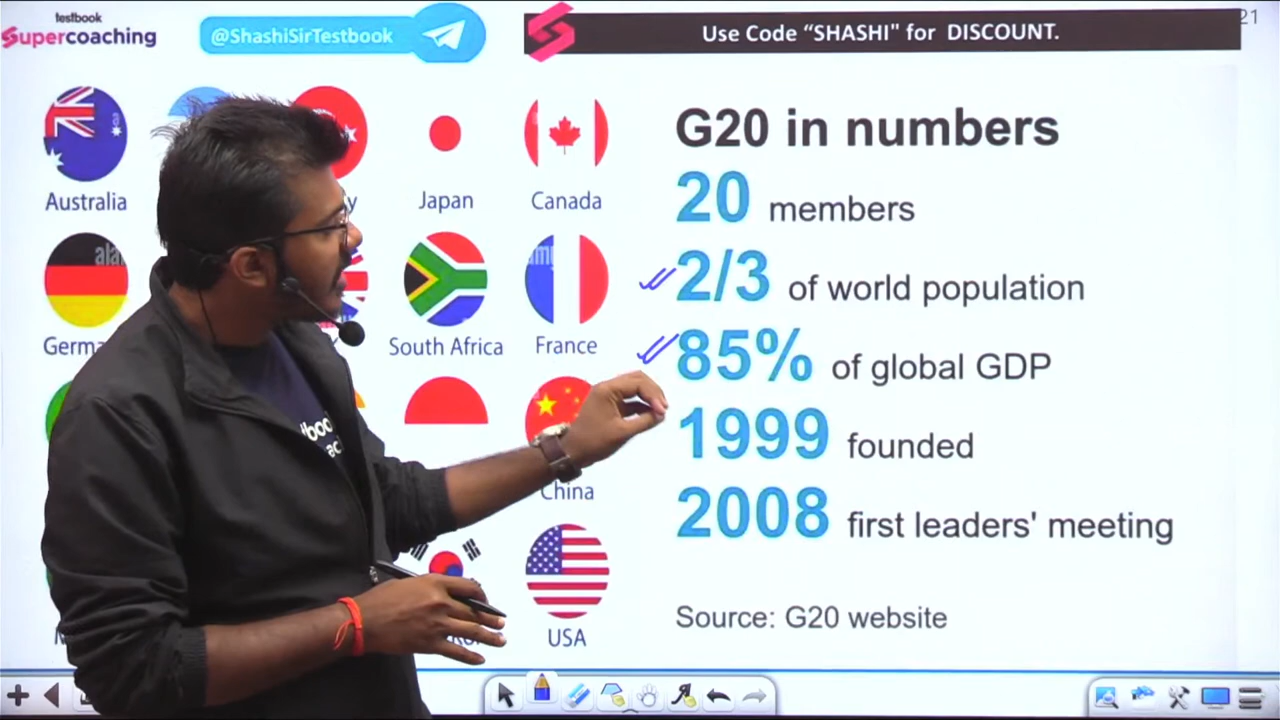 testbook
Supercoaching
@ShashiSirTestbook
Use Code “SHASHI" for DISCOUNT.
21
Australia
Japan
Canada
South Africa
France
China
USA
G20 in numbers
20 members
2/3 of world population
85% of global GDP
1999 founded
2008 first leaders' meeting
Source: G20 website